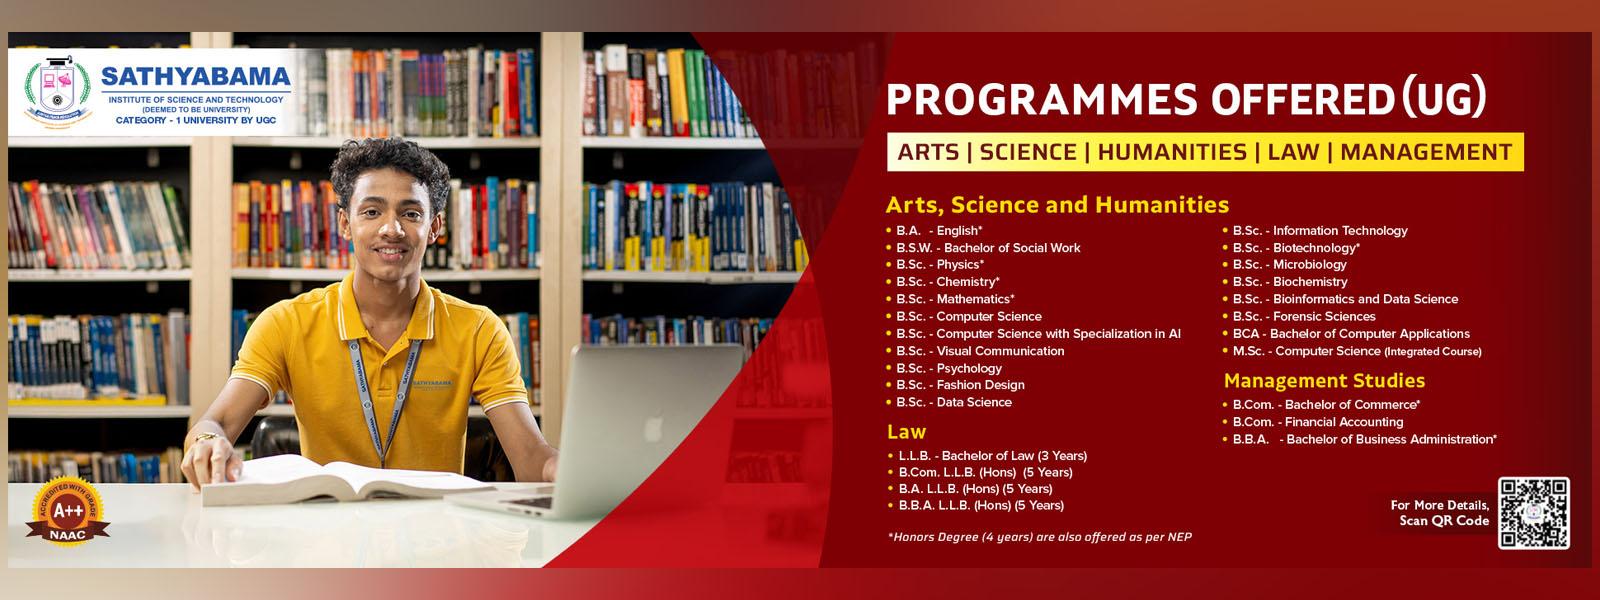 SATHYABAMA
INSTITUTE OF SCIENCE AND TECHNOLOGY
(DEEMED TO BE UNIVERSITY)
CATEGORY - 1 UNIVERSITY BY UGC
SATHYABAMA
ACCREDITED WITH GRADE
A++
NAAC
PROGRAMMES OFFERED (UG)
ARTS | SCIENCE | HUMANITIES | LAW | MANAGEMENT
Arts, Science and Humanities
• B.A. - English*
• B.S.W. - Bachelor of Social Work
• B.Sc. - Physics*
• B.Sc. - Chemistry*
• B.Sc. - Mathematics*
• B.Sc. - Computer Science
• B.Sc. - Computer Science with Specialization in AI
• B.Sc. - Visual Communication
• B.Sc. - Psychology
• B.Sc. - Fashion Design
• B.Sc. - Data Science
Law
• L.L.B. - Bachelor of Law (3 Years)
• B.Com. L.L.B. (Hons) (5 Years)
• B.A. L.L.B. (Hons) (5 Years)
• B.B.A. L.L.B. (Hons) (5 Years)
*Honors Degree (4 years) are also offered as per NEP
• B.Sc. - Information Technology
• B.Sc. - Biotechnology*
• B.Sc. - Microbiology
• B.Sc. - Biochemistry
• B.Sc. - Bioinformatics and Data Science
• B.Sc. - Forensic Sciences
• BCA - Bachelor of Computer Applications
• M.Sc. - Computer Science (Integrated Course)
Management Studies
• B.Com. - Bachelor of Commerce*
• B.Com. - Financial Accounting
• B.B.A. - Bachelor of Business Administration*
For More Details,
Scan QR Code